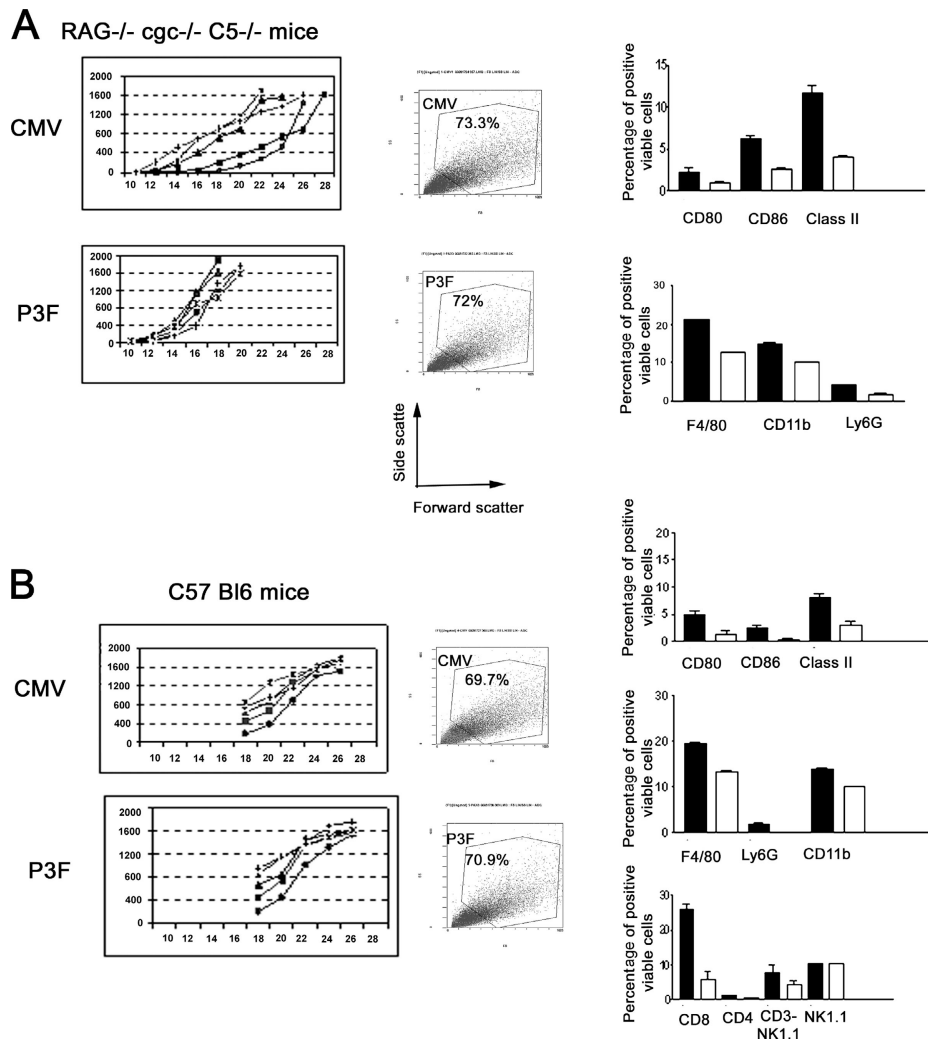 A
RAG-/- cgc-/- C5-/- mice
CMV
2000
1600
1600
800
400
0
10 12 14 16 18 20 22 24 26 28
CMV
73.3%
Percentage of positive
viable cells
15
10
5
0
CD80 CD86 Class II
P3F
2000
1600
1200
800
400
0
10 12 14 16 18 20 22 24 26 28
P3F
72%
Side scatte
Forward scatter
Percentage of positive
viable cells
30
20
10
0
F4/80 CD11b Ly6G
B
C57 Bl6 mice
CMV
2000
1600
1200
800
400
0
10 12 14 16 18 20 22 24 26 28
CMV
69.7%
Percentage of positive
viable cells
20
15
10
5
0
CD80 CD86 Class II
Percentage of positive
viable cells
30
20
10
0
F4/80 Ly6G CD11b
P3F
2000
1600
1200
800
400
0
10 12 14 16 18 20 22 24 26 28
P3F
70.9%
Percentage of positive
viable cells
30
20
10
0
CD8 CD4 CD3- NK1.1
NK1.1